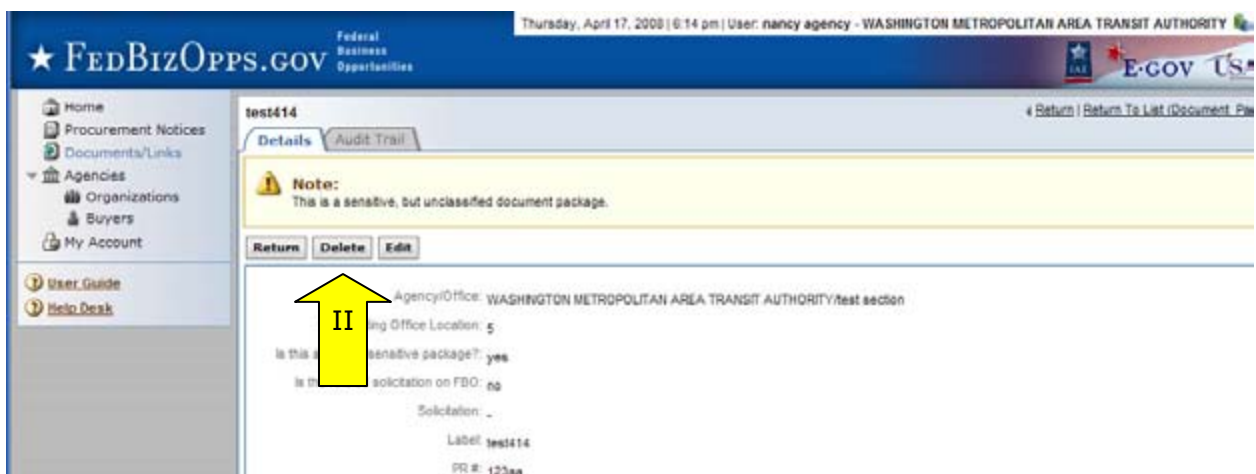 Thursday, April 17, 2008 | 6:14 pm | User: nancy agency - WASHINGTON METROPOLITAN AREA TRANSIT AUTHORITY
★ FEDBIZOPPS.GOV
Federal
Business
Opportunities
IAE
E-GOV
Home
Procurement Notices
Documents/Links
Agencies
Organizations
Buyers
My Account
User Guide
Help Desk
test414
Return | Return To List (Document
Details
Audit Trail
Note:
This is a sensitive, but unclassified document package.
Return
Delete
Edit
II
Agency/Office: WASHINGTON METROPOLITAN AREA TRANSIT AUTHORITY/test section
Office Location: 5
Is this a sensitive package?: yes
Is solicitation on FBO: no
Solicitation: -
Label: test414
PR #: 123aa